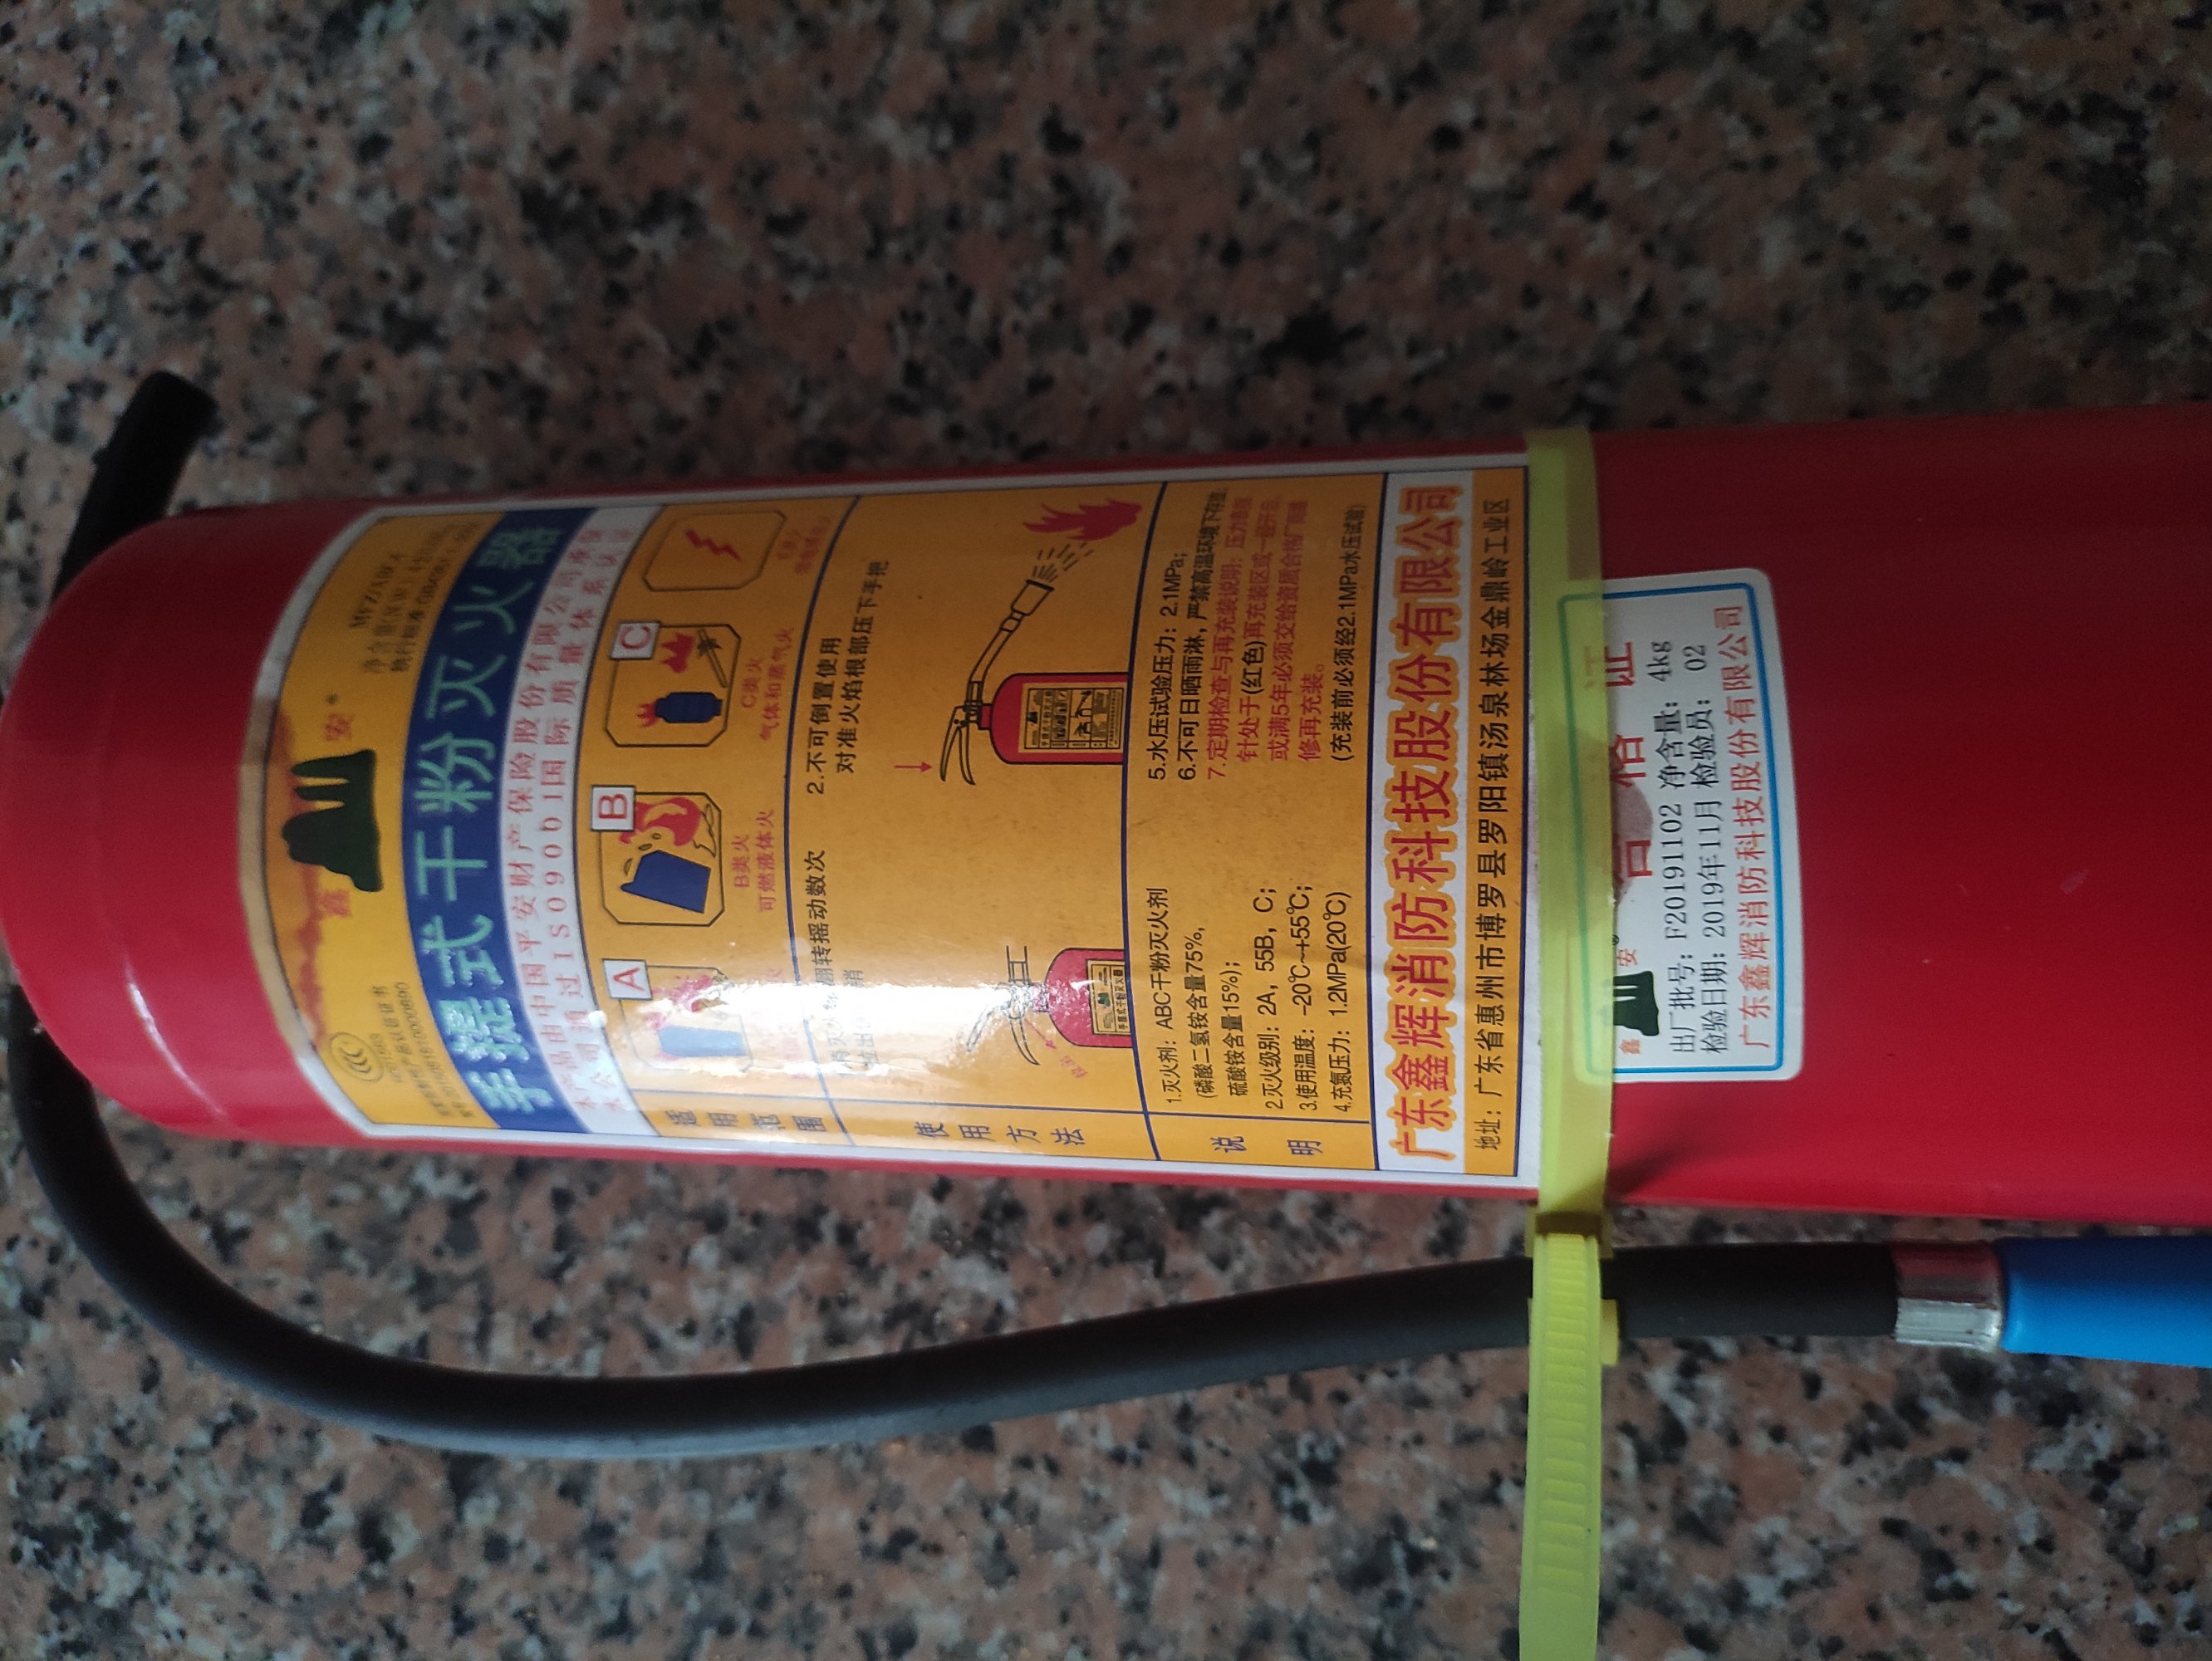 鑫安
MFZ/ABC4
手提式干粉灭火器
本产品由中国平安财产保险股份有限公司承保
本公司通过ISO9001国际质量体系认证
适用范围
A
B
C
B类火
可燃液体火
C类火
气体和蒸气火
使用方法
翻转摇动数次
2.不可倒置使用
对准火焰根部压下手把
说明
1.灭火剂：ABC干粉灭火剂
(磷酸二氢铵含量75%，
硫酸铵含量15%)；
2.灭火级别：2A，55B，C；
3.使用温度：-20℃~+55℃；
4.充氮压力：1.2MPa(20℃)
5.水压试验压力：2.1MPa；
6.不可日晒雨淋，严禁高温环境下存放；
7.定期检查与再充装说明：压力
针处于(红色)再充装区或一经开启，
或满5年必须交给资质合格厂商维
修再充装。
(充装前必须经2.1MPa水压试验)
广东鑫辉消防科技股份有限公司
地址：广东省惠州市博罗县罗阳镇汤泉林场金鼎岭工业区
合格证
鑫安
出厂批号：F20191102 净含量：4kg
检验日期：2019年11月 检验员：02
广东鑫辉消防科技股份有限公司